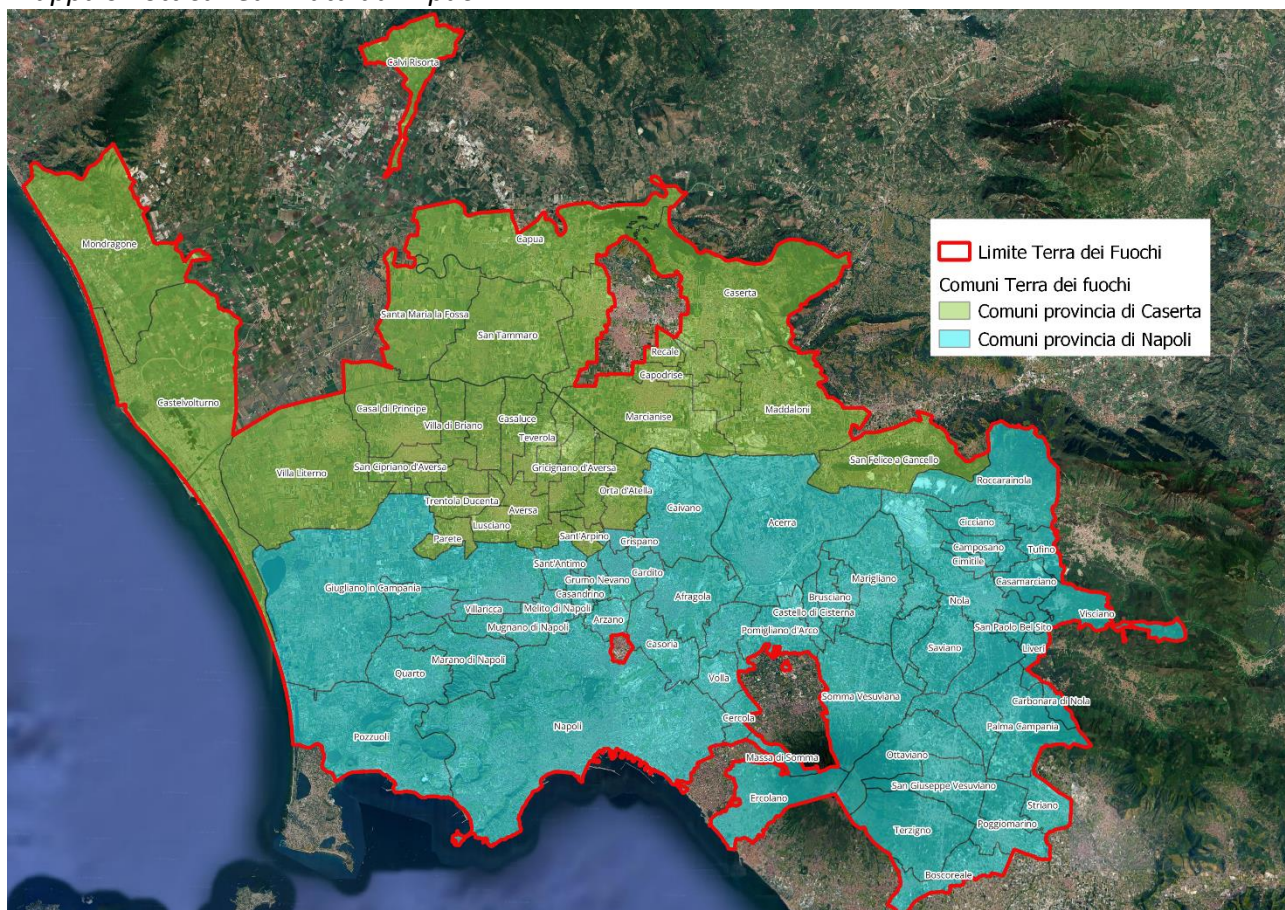 Calvi Risorta
Mondragone
Capua
Limite Terra dei Fuochi
Comuni Terra dei fuochi
Comuni provincia di Caserta
Comuni provincia di Napoli
Caserta
Santa Maria la Fossa
San Tammaro
Recale
Capodrise
Castelvolturno
Casal di Principe
Casaluce
Marcianise
Maddaloni
Villa di Briano
Teverola
San Felice a Cancello
Villa Literno
San Cipriano d'Aversa
Gricignano d'Aversa
Roccarainola
Orta d'Atella
Trentola Ducenta
Aversa
Caivano
Acerra
Cicciano
Lusciano
Parete
Sant'Arpino
Crispano
Camposano
Tufino
Cimitile
Sant'Antimo
Cardito
Casamarciano
Grumo Nevano
Marigliano
Giugliano in Campania
Casandrino
Afragola
Brusciano
Nola
Villaricca
Melito di Napoli
Castello di Cisterna
Visciano
Arzano
Mugnano di Napoli
Pomigliano d'Arco
San Paolo Bel Sito
Casoria
Saviano
Liveri
Marano di Napoli
Quarto
Volla
Somma Vesuviana
Carbonara di Nola
Cercola
Napoli
Palma Campania
Pozzuoli
Massa di Somma
Ottaviano
San Giuseppe Vesuviano
Ercolano
Striano
Poggiomarino
Terzigno
Boscoreale